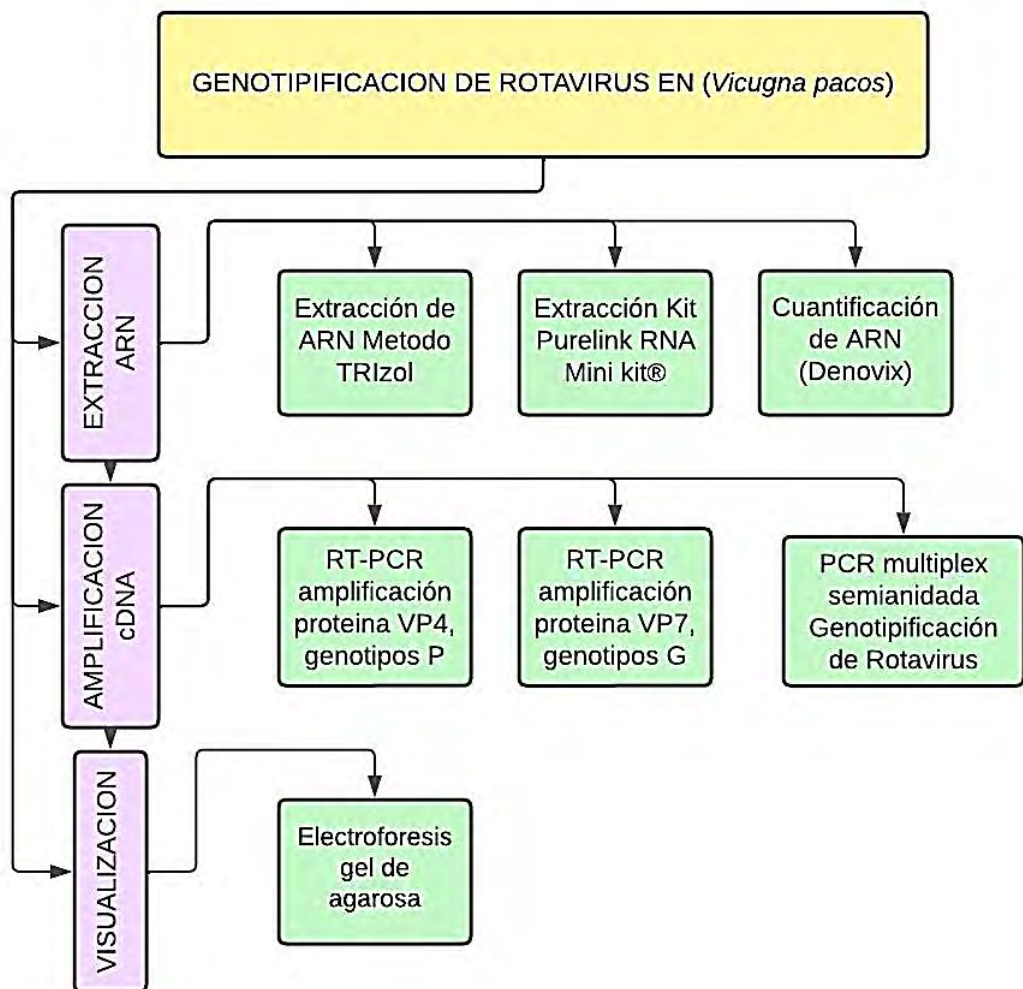 GENOTIPIFICACION DE ROTAVIRUS EN (Vicugna pacos)
EXTRACCION
ARN
Extracción de
ARN Metodo
TRIzol
Extracción Kit
Purelink RNA
Mini kit®
Cuantificación
de ARN
(Denovix)
AMPLIFICACION
cDNA
RT-PCR
amplificación
proteina VP4,
genotipos P
RT-PCR
amplificación
proteina VP7,
genotipos G
PCR multiplex
semianidada
Genotipificación
de Rotavirus
VISUALIZACION
Electroforesis
gel de
agarosa